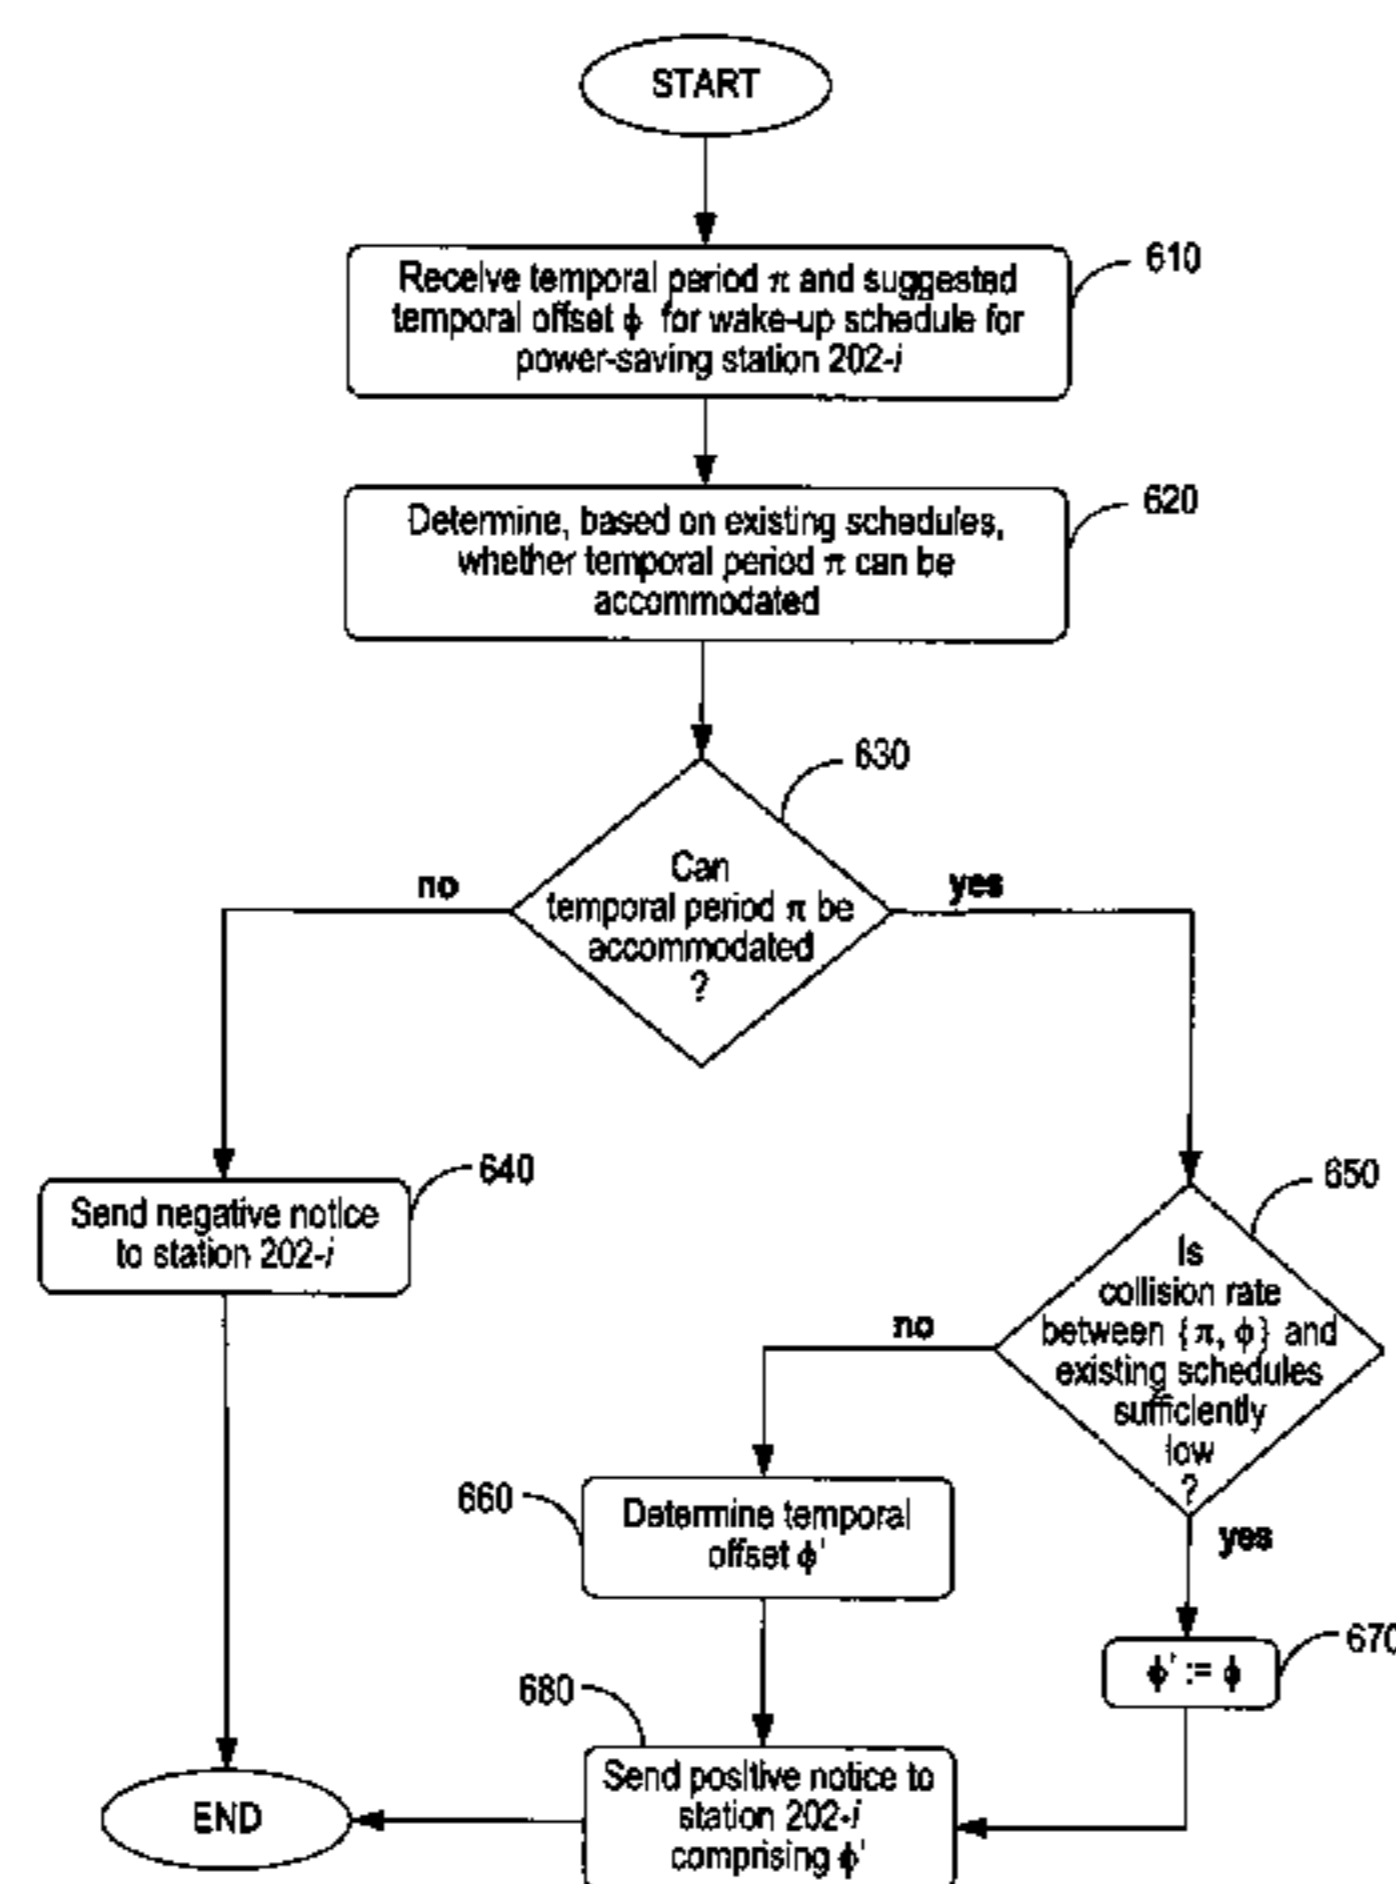 START
610
Receive temporal period π and suggested
temporal offset ϕ for wake-up schedule for
power-saving station 202-i
620
Determine, based on existing schedules,
whether temporal period π can be
accommodated
630
Can
temporal period π be
accommodated
?
no
yes
640
Send negative notice
to station 202-i
650
Is
collision rate
between {π, ϕ} and
existing schedules
sufficiently
low
?
no
yes
660
Determine temporal
offset ϕ'
670
ϕ' := ϕ
680
Send positive notice to
station 202-i
comprising ϕ'
END